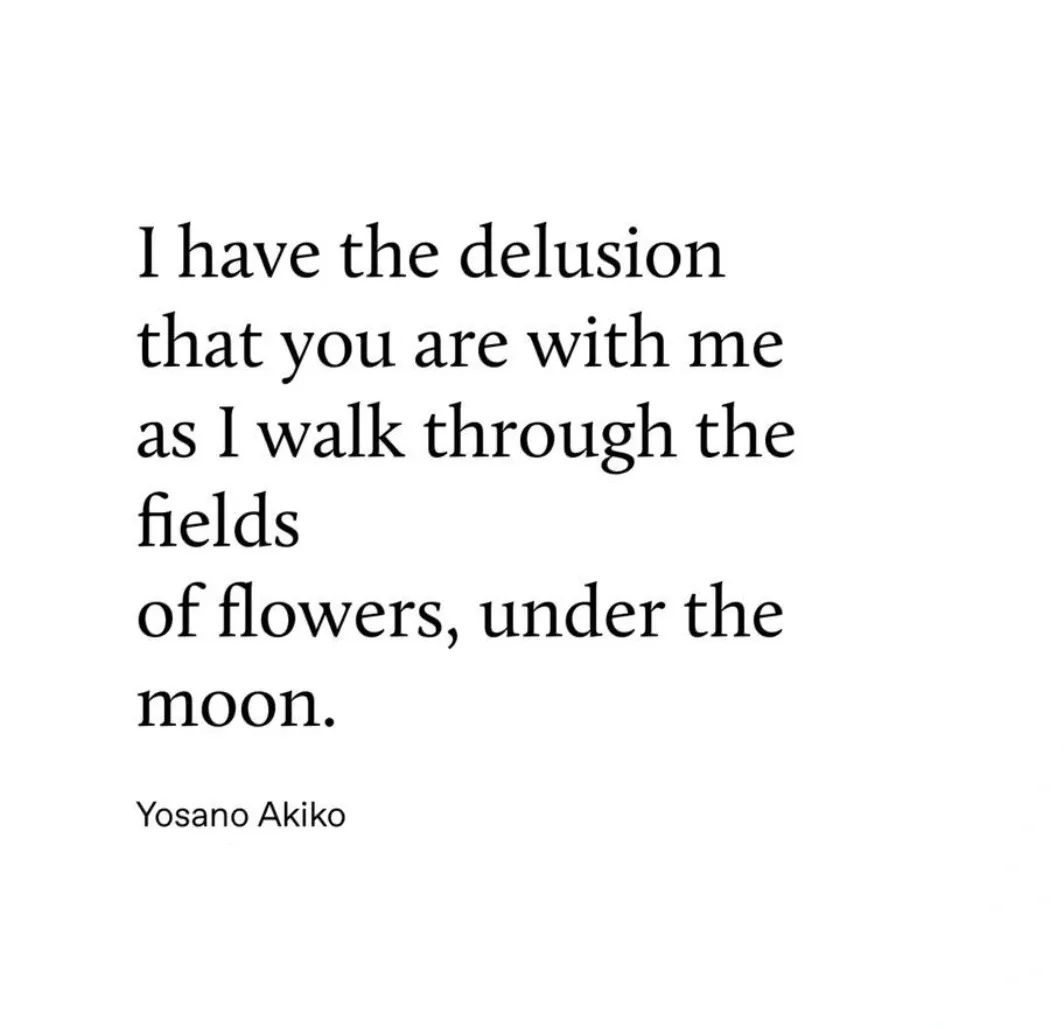 I have the delusion
that you are with me
as I walk through the
fields
of flowers, under the
moon.
Yosano Akiko